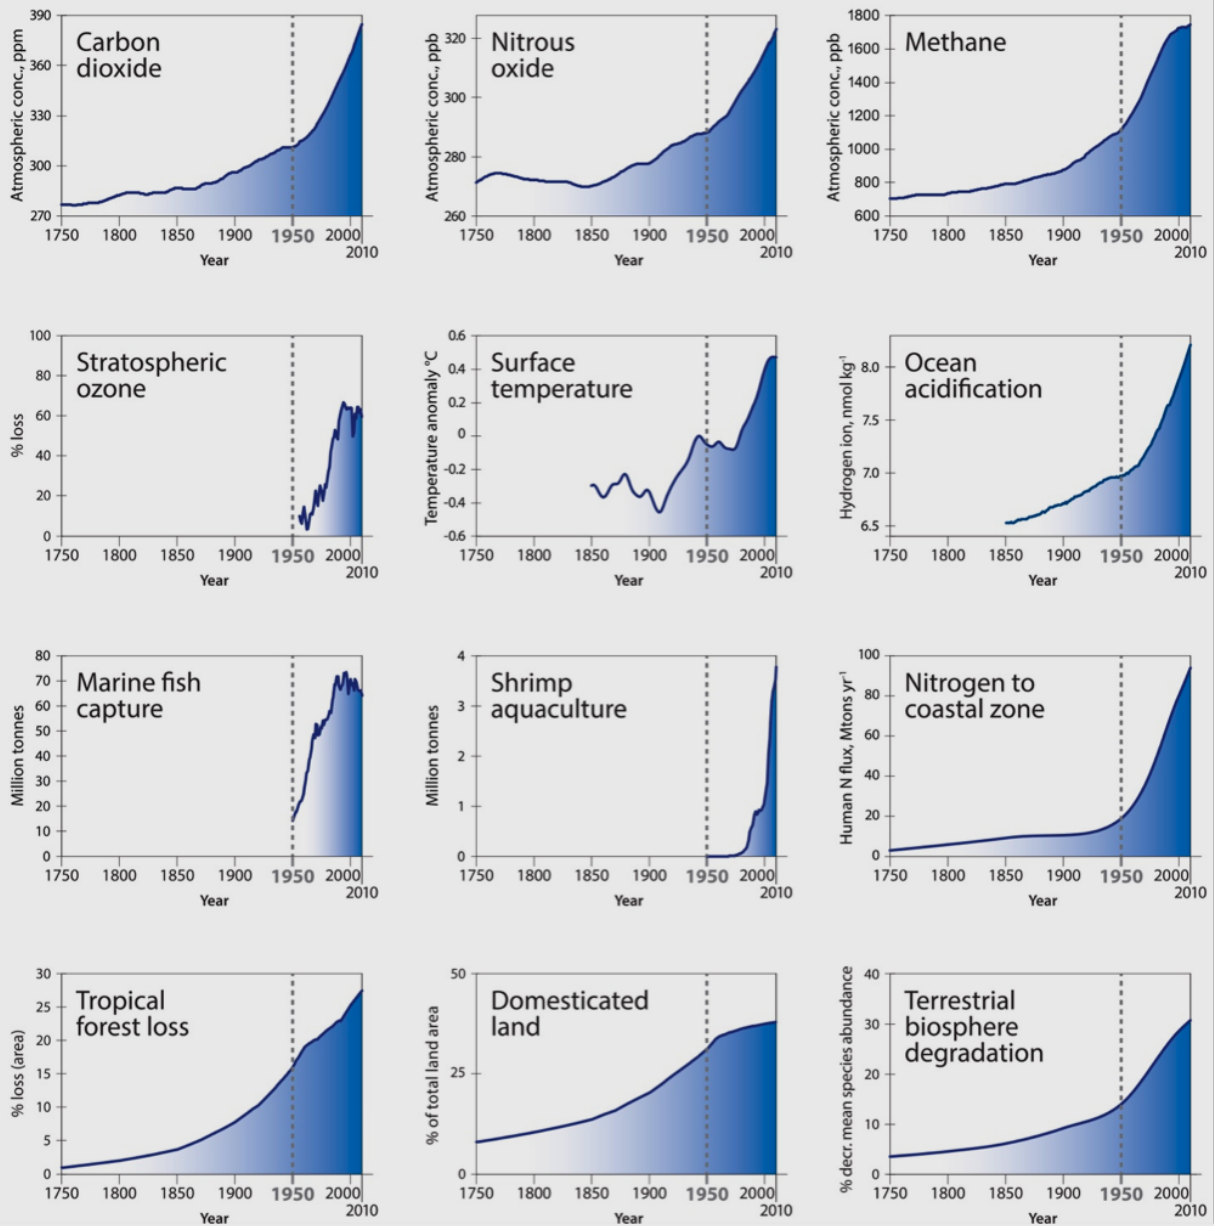 Carbon
dioxide
Atmospheric conc., ppm
390
360
330
300
270
1750 1800 1850 1900 1950 2000
2010
Year
Nitrous
oxide
Atmospheric conc., ppb
320
300
280
260
1750 1800 1850 1900 1950 2000
2010
Year
Methane
Atmospheric conc., ppb
1800
1600
1400
1200
1000
800
600
1750 1800 1850 1900 1950 2000
2010
Year
Stratospheric
ozone
% loss
100
80
60
40
20
0
1750 1800 1850 1900 1950 2000
2010
Year
Surface
temperature
Temperature anomaly °C
0.6
0.4
0.2
0
-0.2
-0.4
-0.6
1750 1800 1850 1900 1950 2000
2010
Year
Ocean
acidification
Hydrogen ion, nmol kg⁻¹
8.0
7.5
7.0
6.5
1750 1800 1850 1900 1950 2000
2010
Year
Marine fish
capture
Million tonnes
80
70
60
50
40
30
20
10
0
1750 1800 1850 1900 1950 2000
2010
Year
Shrimp
aquaculture
Million tonnes
4
3
2
1
0
1750 1800 1850 1900 1950 2000
2010
Year
Nitrogen to
coastal zone
Human N flux, Mtons yr⁻¹
100
80
60
40
20
0
1750 1800 1850 1900 1950 2000
2010
Year
Tropical
forest loss
% loss (area)
30
25
20
15
10
5
0
1750 1800 1850 1900 1950 2000
2010
Year
Domesticated
land
% of total land area
50
25
0
1750 1800 1850 1900 1950 2000
2010
Year
Terrestrial
biosphere
degradation
% decr. mean species abundance
40
30
20
10
0
1750 1800 1850 1900 1950 2000
2010
Year